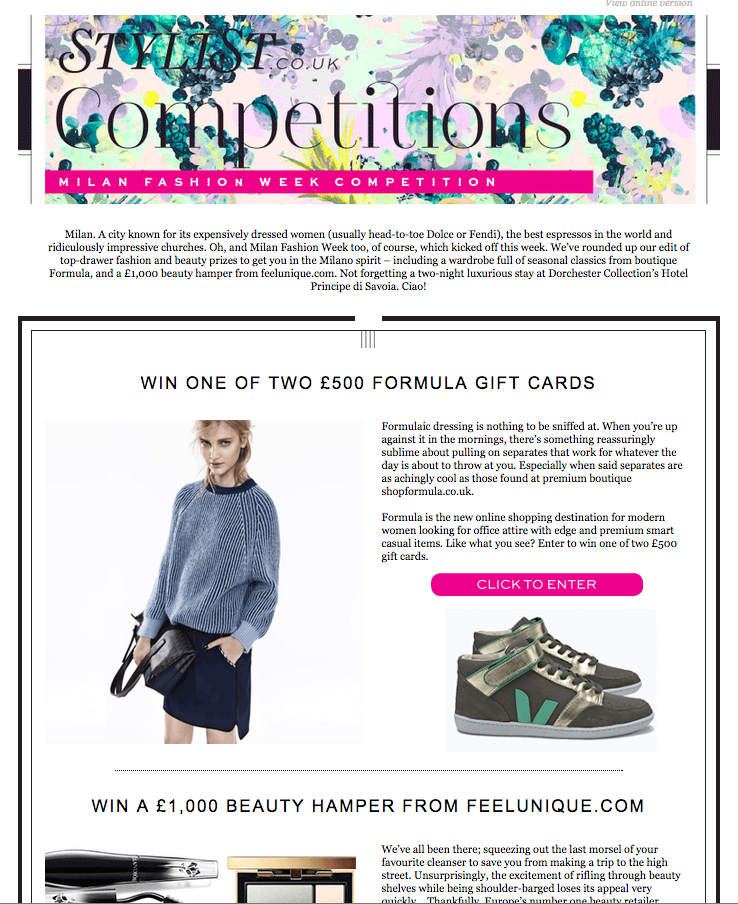 View online version
STYLIST.CO.UK
Competitions
MILAN FASHION WEEK COMPETITION
Milan. A city known for its expensively dressed women (usually head-to-toe Dolce or Fendi), the best espressos in the world and
ridiculously impressive churches. Oh, and Milan Fashion Week too, of course, which kicked off this week. We've rounded up our edit of
top-drawer fashion and beauty prizes to get you in the Milano spirit – including a wardrobe full of seasonal classics from boutique
Formula, and a £1,000 beauty hamper from feelunique.com. Not forgetting a two-night luxurious stay at Dorchester Collection's Hotel
Principe di Savoia. Ciao!
WIN ONE OF TWO £500 FORMULA GIFT CARDS
Formulaic dressing is nothing to be sniffed at. When you're up
against it in the mornings, there's something reassuringly
sublime about pulling on separates that work for whatever the
day is about to throw at you. Especially when said separates are
as achingly cool as those found at premium boutique
shopformula.co.uk.
Formula is the new online shopping destination for modern
women looking for office attire with edge and premium smart
casual items. Like what you see? Enter to win one of two £500
gift cards.
CLICK TO ENTER
WIN A £1,000 BEAUTY HAMPER FROM FEELUNIQUE.COM
We've all been there; squeezing out the last morsel of your
favourite cleanser to save you from making a trip to the high
street. Unsurprisingly, the excitement of rifling through beauty
shelves while being shoulder-barged loses its appeal very
quickly... Thankfully, Europe's number one beauty retailer